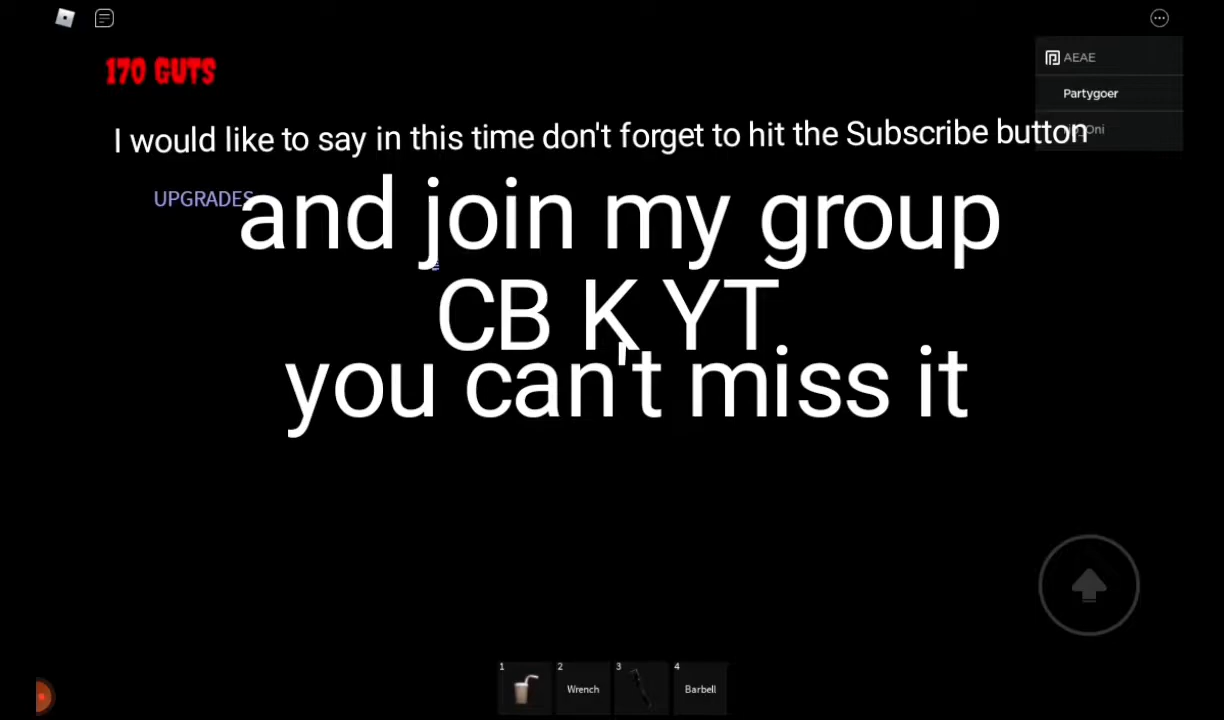 170 GUTS
AEAE
Partygoer
I would like to say in this time don't forget to hit the Subscribe button
UPGRADES
and join my group
CB K YT
you can't miss it
1
2 Wrench
3
4 Barbell